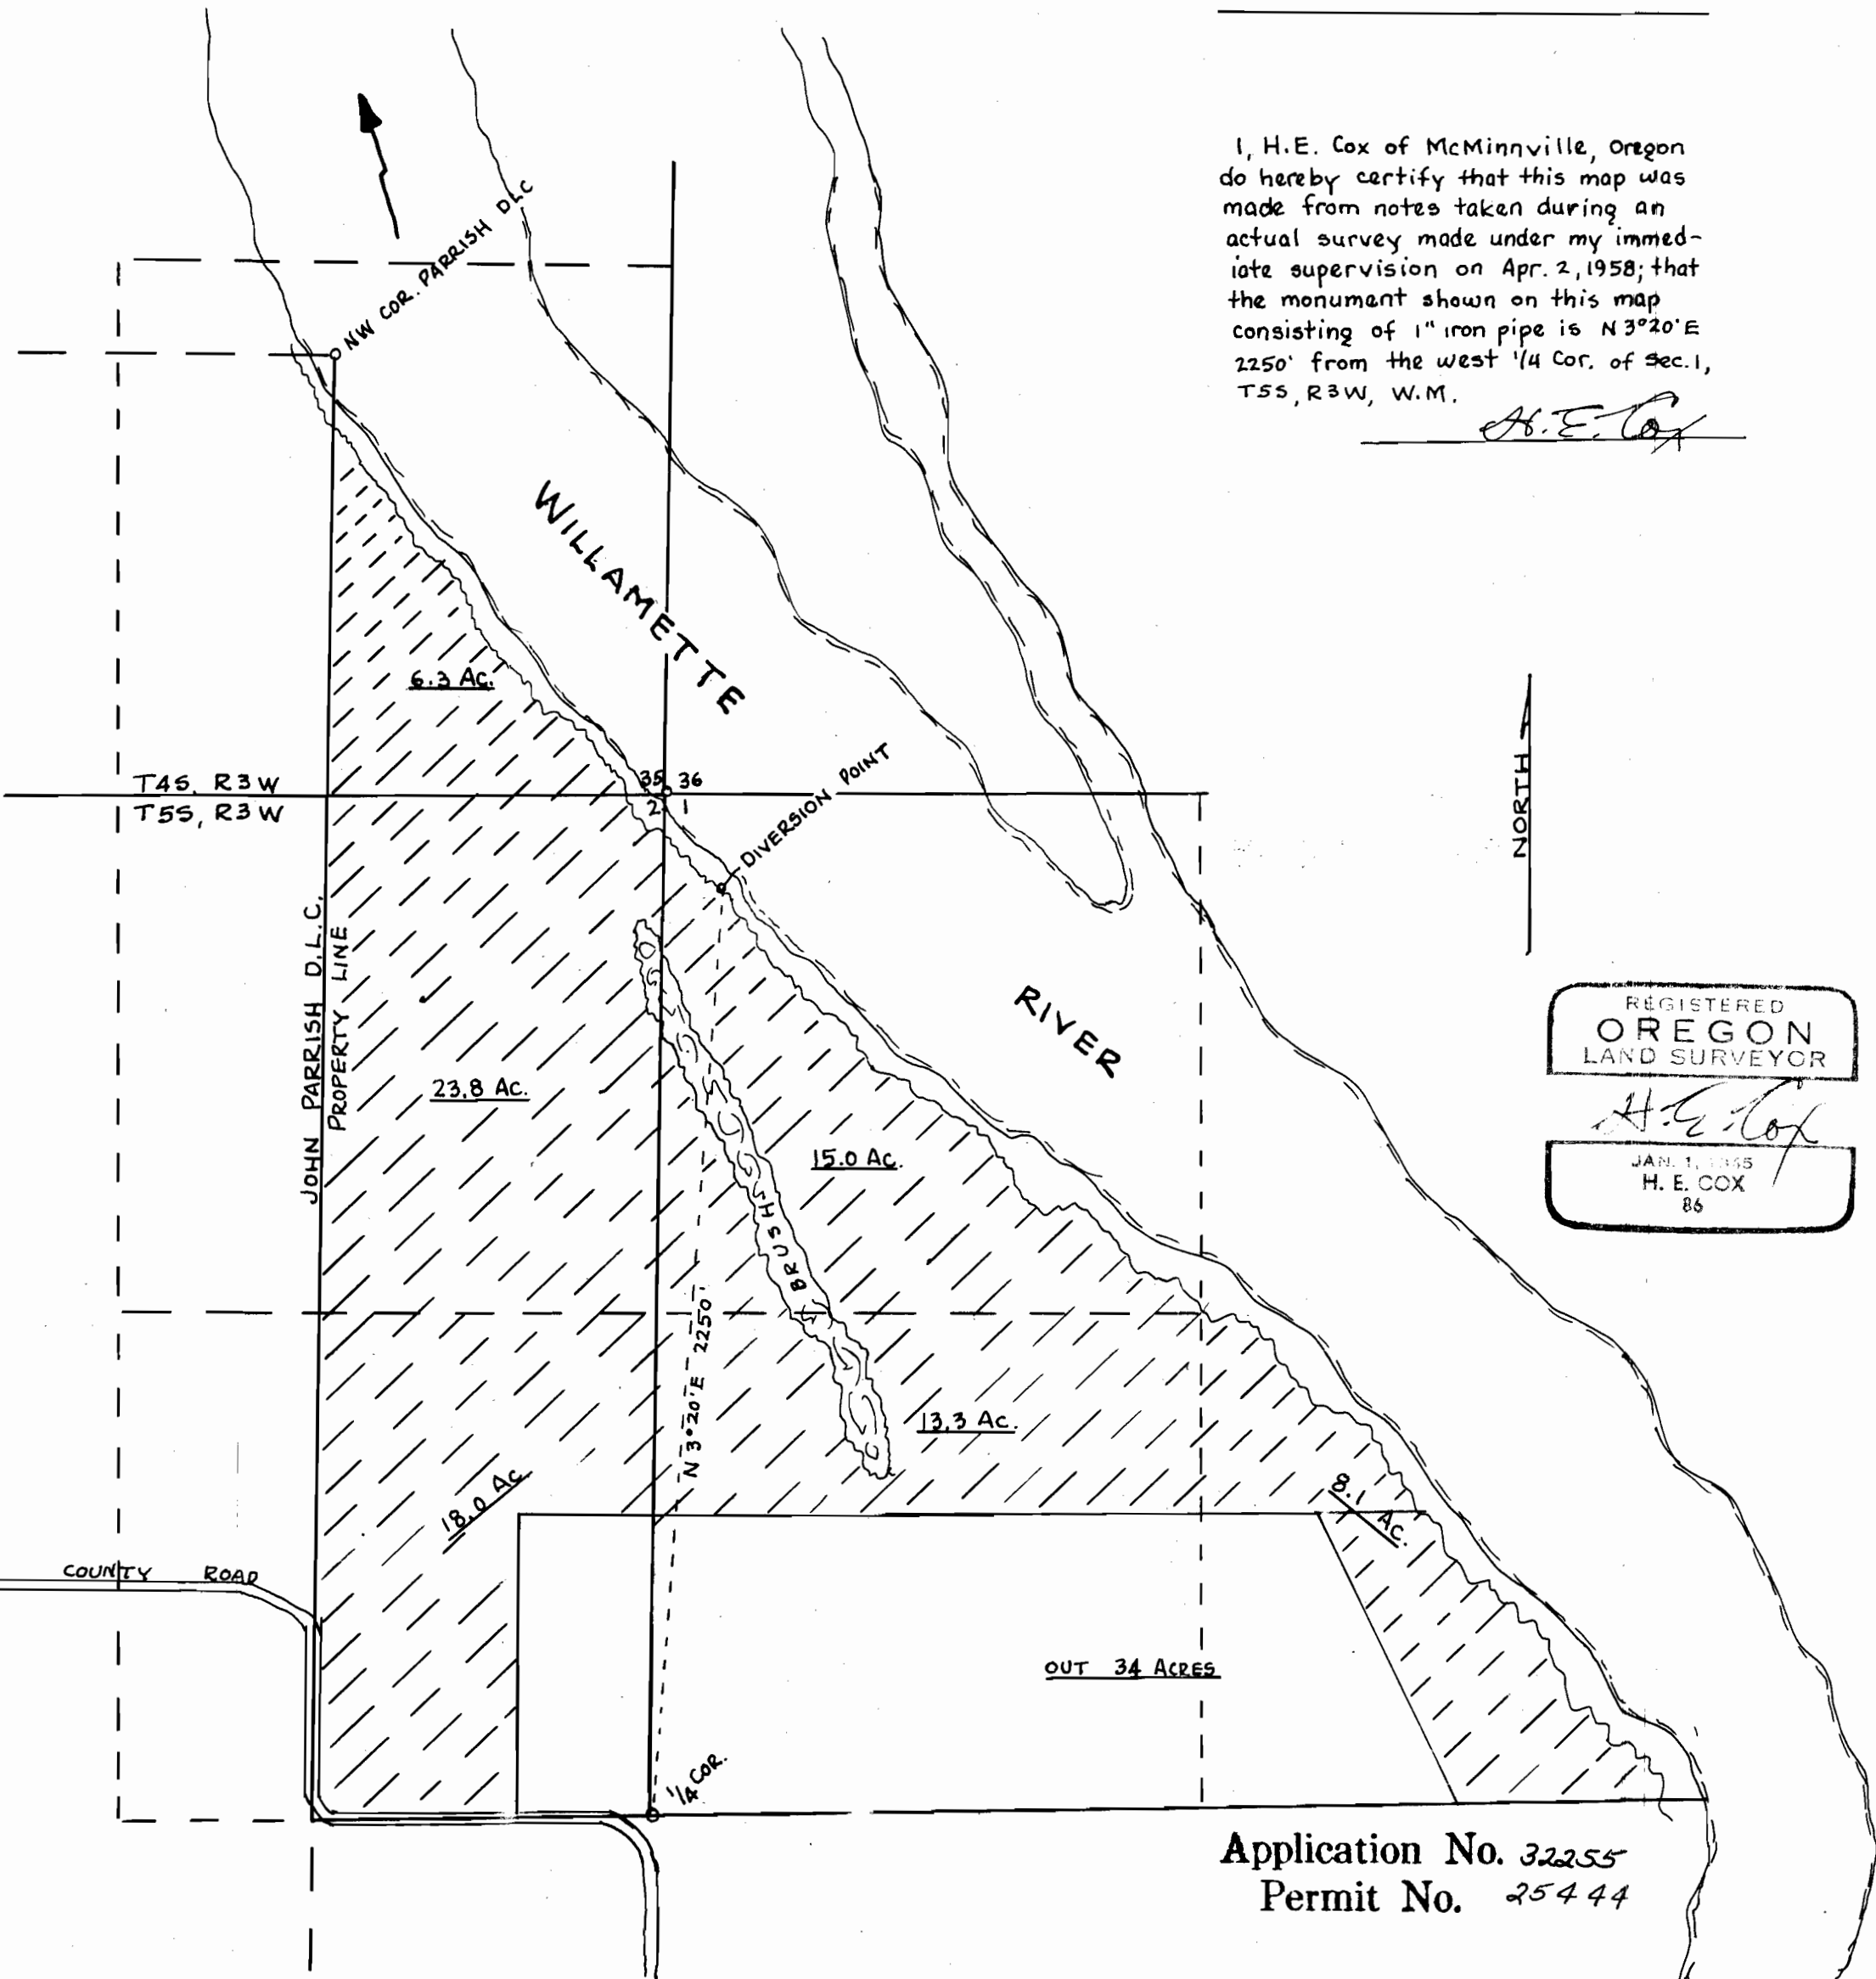 I, H.E. Cox of McMinnville, Oregon
do hereby certify that this map was
made from notes taken during an
actual survey made under my immed-
iate supervision on Apr. 2, 1958; that
the monument shown on this map
consisting of 1" iron pipe is N 3°20'E
2250' from the west 1/4 Cor. of Sec. 1,
T5S, R3W, W.M.
H. E. Cox
NW COR. PARRISH DLC
WILLAMETTE
6.3 Ac.
T4S, R3W
T5S, R3W
35 36
2 1
DIVERSION POINT
NORTH
JOHN PARRISH D.L.C.
PROPERTY LINE
RIVER
REGISTERED
OREGON
LAND SURVEYOR
H. E. Cox
JAN. 1, 1945
H. E. COX
86
23.8 Ac.
15.0 Ac.
BRUSH
N 3°20'E 2250'
13.3 Ac.
18.0 Ac.
8.1 Ac.
COUNTY ROAD
OUT 34 ACRES
1/4 COR.
Application No. 32255
Permit No. 25444